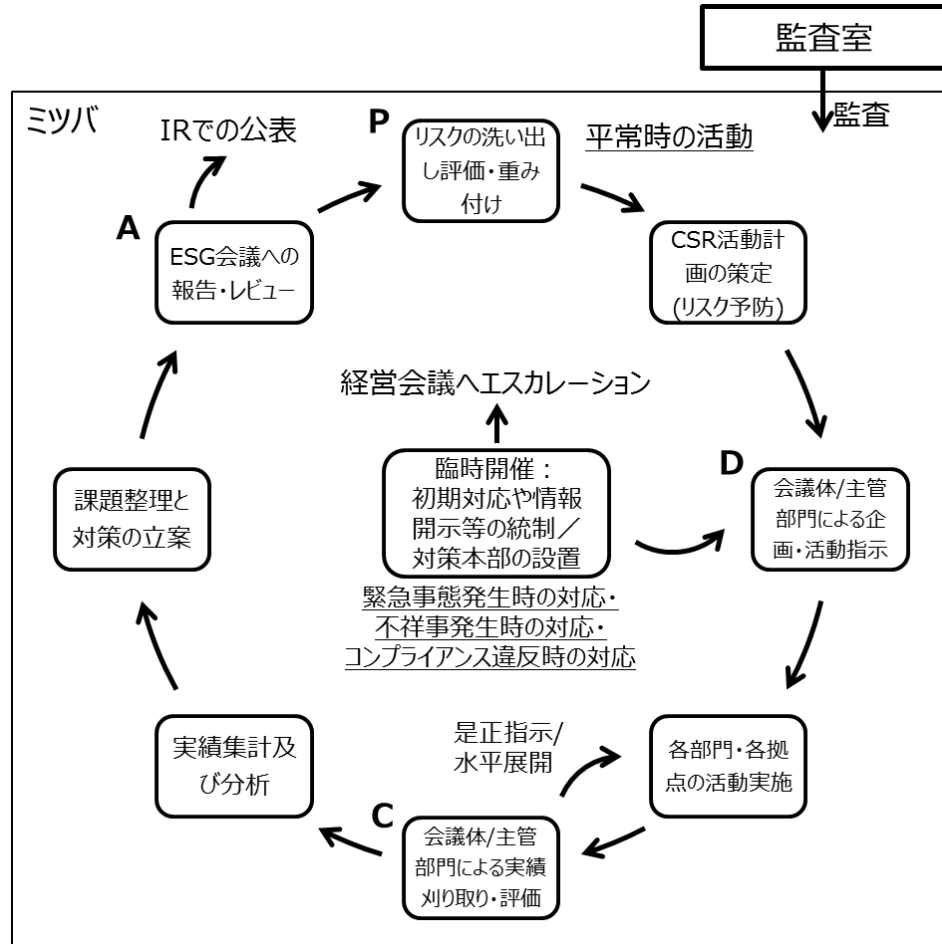 監査室
ミツバ
監査
IRでの公表
P
リスクの洗い出
し評価・重み
付け
平常時の活動
A
ESG会議への
報告・レビュー
CSR活動計
画の策定
(リスク予防)
経営会議へエスカレーション
臨時開催：
初期対応や情報
開示等の統制／
対策本部の設置
D
会議体/主管
部門による企
画・活動指示
課題整理と
対策の立案
緊急事態発生時の対応・
不祥事発生時の対応・
コンプライアンス違反時の対応
是正指示/
水平展開
各部門・各拠
点の活動実施
実績集計及
び分析
C
会議体/主管
部門による実績
刈り取り・評価